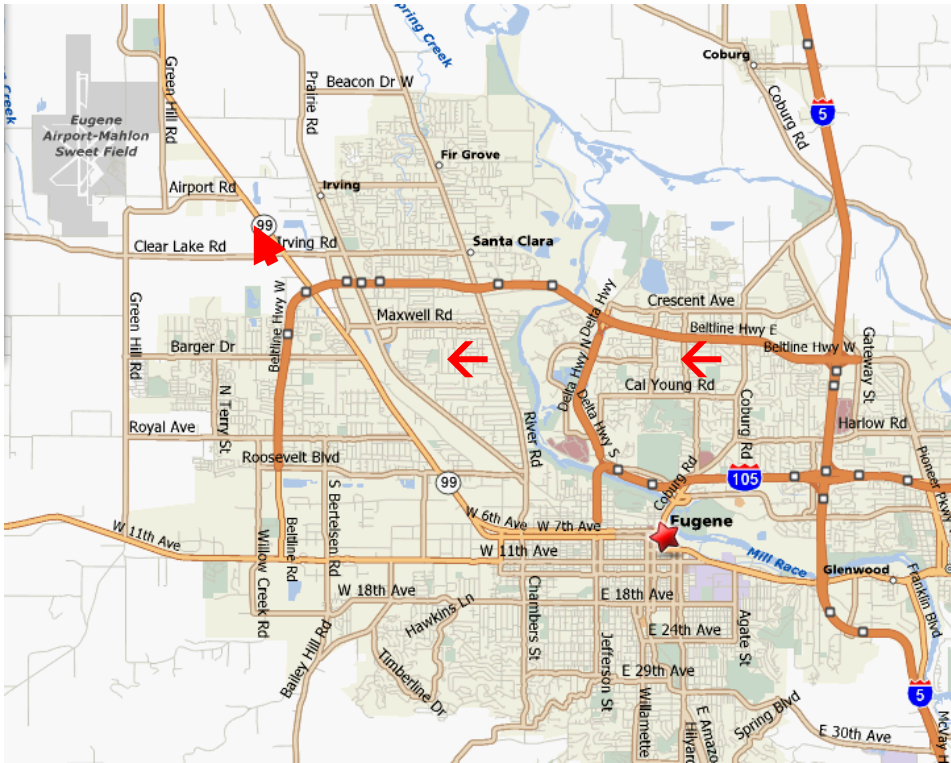 Spring Creek
Creek
Coburg
Green Hill Rd
Prairie Rd
Beacon Dr W
Coburg Rd
5
Eugene
Airport-Mahlon
Sweet Field
Fir Grove
Airport Rd
Irving
99
Clear Lake Rd
Irving Rd
Santa Clara
Green Hill Rd
Beltline Hwy W
Delta Hwy
Crescent Ave
Maxwell Rd
Beltline Hwy E
Beltline Hwy W
Gateway St
Barger Dr
Delta Hwy N
Cal Young Rd
N Terry St
Delta Hwy S
Coburg Rd
Royal Ave
River Rd
Harlow Rd
Roosevelt Blvd
Coburg Rd
105
Pioneer Pkwy
99
S Bertelsen Rd
W 6th Ave
W 7th Ave
Eugene
W 11th Ave
Beltline Rd
Willow Creek Rd
W 11th Ave
Mill Race
Glenwood
Franklin Blvd
W 18th Ave
Hawkins Ln
Chambers St
E 18th Ave
Agate St
Bailey Hill Rd
Timberline Dr
Jefferson St
E 24th Ave
E 29th Ave
Willamette
E Amazo
Hilyard
Spring Blvd
E 30th Ave
5
McVay H